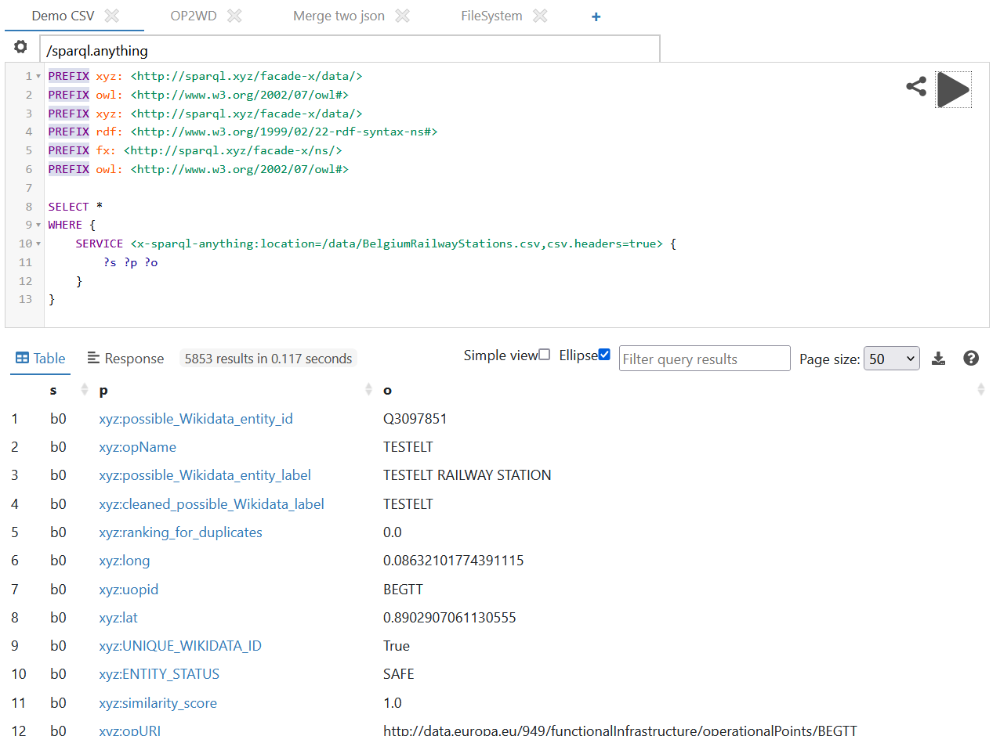 Demo CSV OP2WD Merge two json FileSystem +
/sparql.anything
1 PREFIX xyz: <http://sparql.xyz/facade-x/data/>
2 PREFIX owl: <http://www.w3.org/2002/07/owl#>
3 PREFIX xyz: <http://sparql.xyz/facade-x/data/>
4 PREFIX rdf: <http://www.w3.org/1999/02/22-rdf-syntax-ns#>
5 PREFIX fx: <http://sparql.xyz/facade-x/ns/>
6 PREFIX owl: <http://www.w3.org/2002/07/owl#>
7
8 SELECT *
9 WHERE {
10 SERVICE <x-sparql-anything:location=/data/BelgiumRailwayStations.csv,csv.headers=true> {
11 ?s ?p ?o
12 }
13 }
Table Response 5853 results in 0.117 seconds Simple view Ellipse Filter query results Page size: 50 ?
s p o
1 b0 xyz:possible_Wikidata_entity_id Q3097851
2 b0 xyz:opName TESTELT
3 b0 xyz:possible_Wikidata_entity_label TESTELT RAILWAY STATION
4 b0 xyz:cleaned_possible_Wikidata_label TESTELT
5 b0 xyz:ranking_for_duplicates 0.0
6 b0 xyz:long 0.08632101774391115
7 b0 xyz:uopid BEGTT
8 b0 xyz:lat 0.8902907061130555
9 b0 xyz:UNIQUE_WIKIDATA_ID True
10 b0 xyz:ENTITY_STATUS SAFE
11 b0 xyz:similarity_score 1.0
12 b0 xyz:opURI http://data.europa.eu/949/functionalInfrastructure/operationalPoints/BEGTT